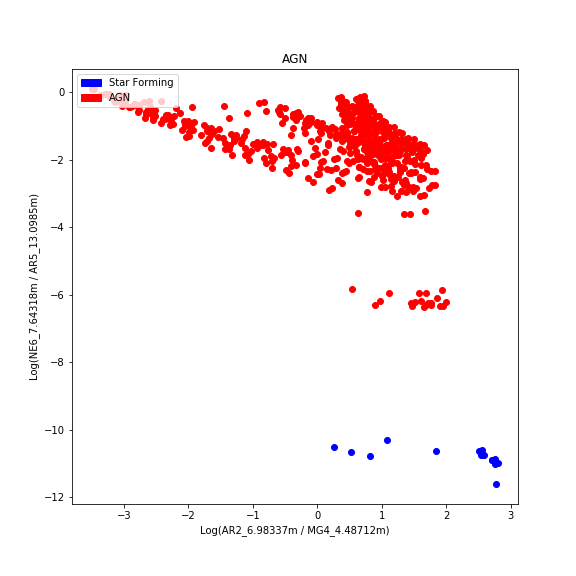 AGN
Star Forming
AGN
0
−2
−4
−6
−8
−10
−12
Log(NE6_7.64318m / AR5_13.0985m)
−3
−2
−1
0
1
2
3
Log(AR2_6.98337m / MG4_4.48712m)